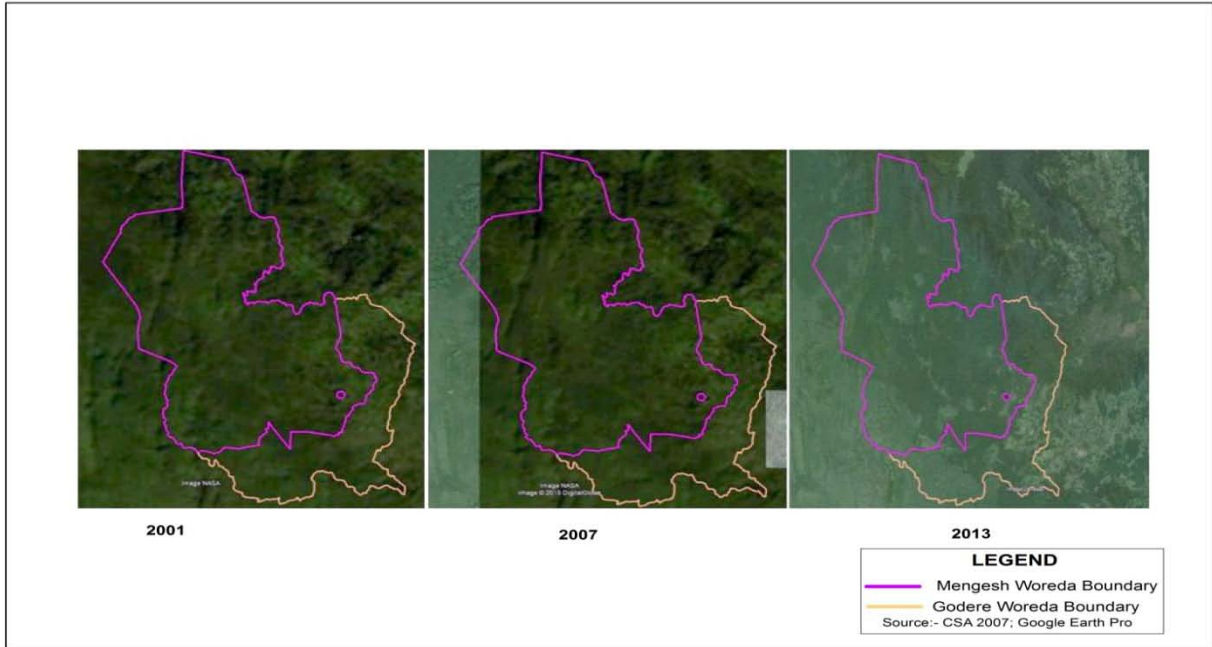 Image NASA
Image NASA
Image © 2015 DigitalGlobe
2001
2007
2013
LEGEND
Mengesh Woreda Boundary
Godere Woreda Boundary
Source:- CSA 2007; Google Earth Pro